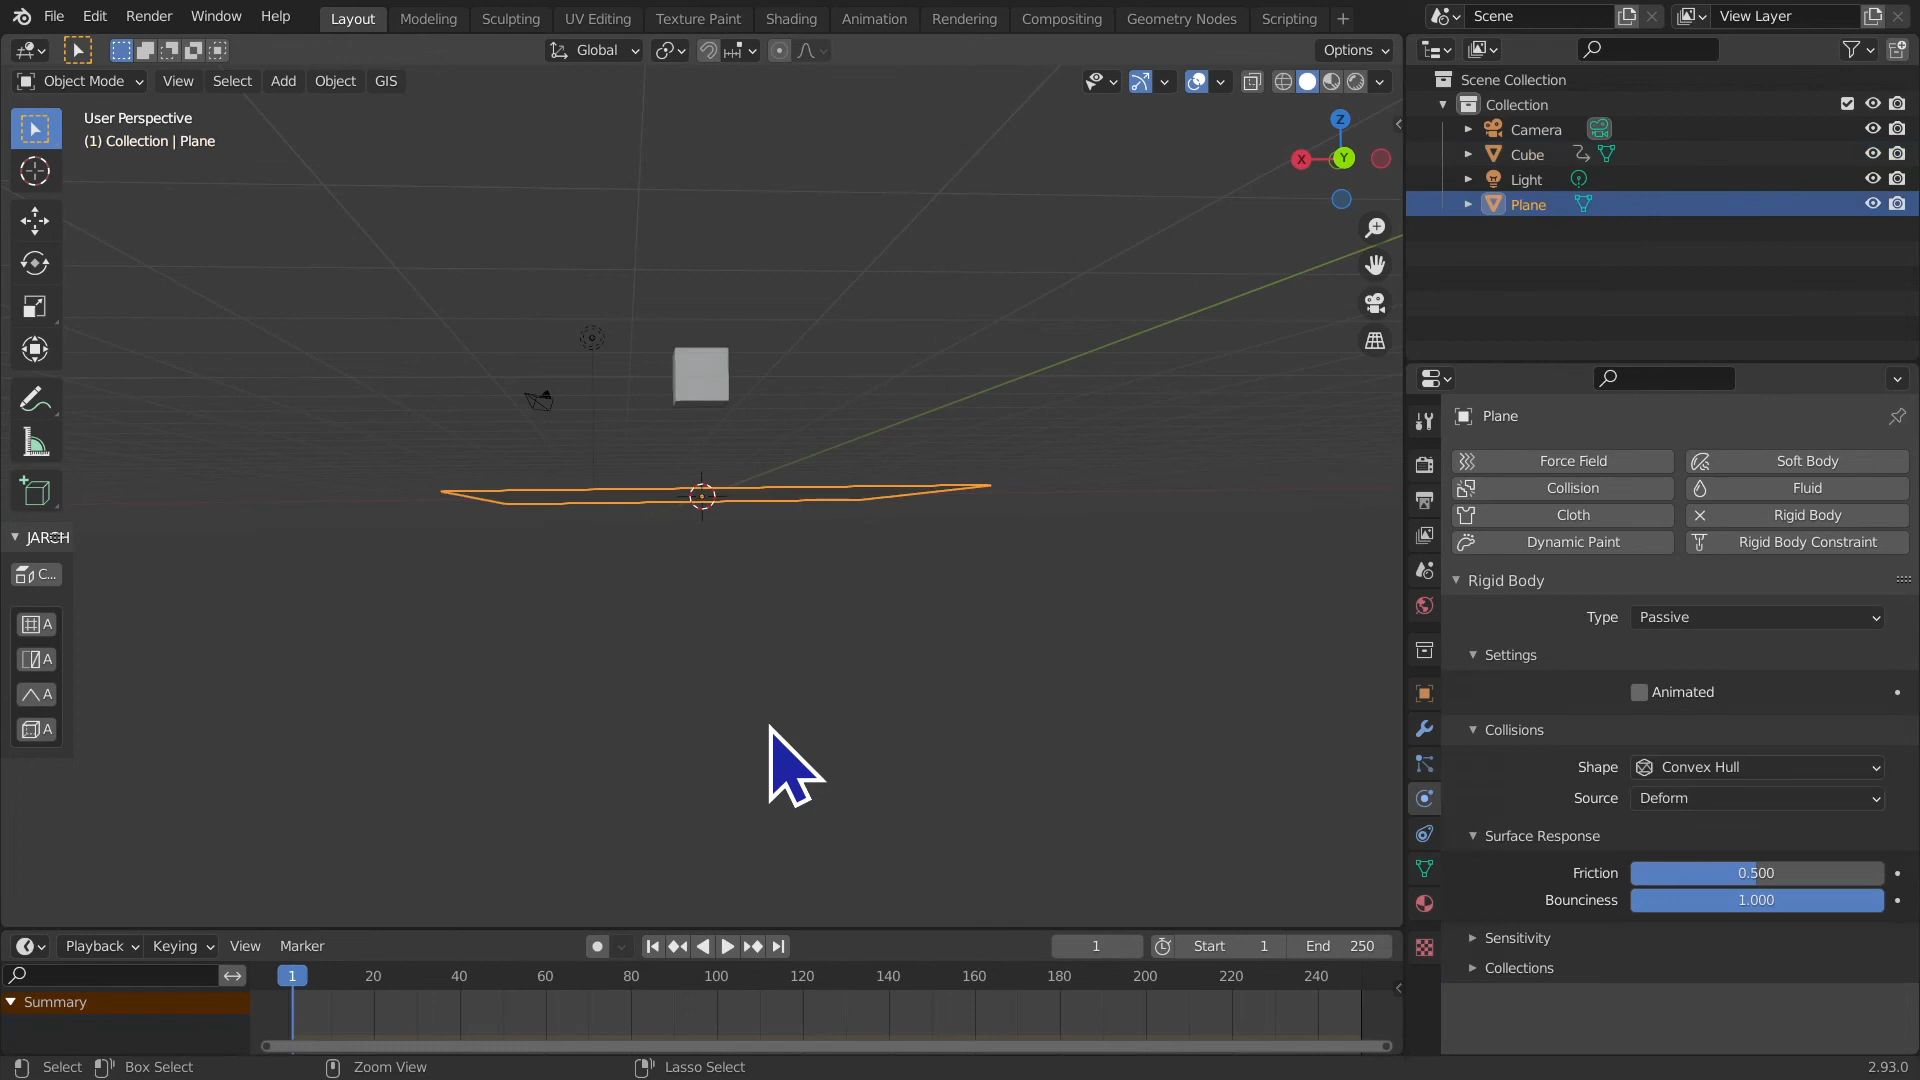 File Edit Render Window Help Layout Modeling Sculpting UV Editing Texture Paint Shading Animation Rendering Compositing Geometry Nodes Scripting + Scene View Layer
Global Options
Object Mode View Select Add Object GIS
User Perspective
(1) Collection | Plane
Z
X Y
JARCH
C...
A
A
A
A
Scene Collection
Collection
Camera
Cube
Light
Plane
Plane
Force Field Soft Body
Collision Fluid
Cloth Rigid Body
Dynamic Paint Rigid Body Constraint
Rigid Body
Type Passive
Settings
Animated
Collisions
Shape Convex Hull
Source Deform
Surface Response
Friction 0.500
Bounciness 1.000
Sensitivity
Collections
Playback Keying View Marker 1 Start 1 End 250
1 20 40 60 80 100 120 140 160 180 200 220 240
Summary
Select Box Select Zoom View Lasso Select 2.93.0